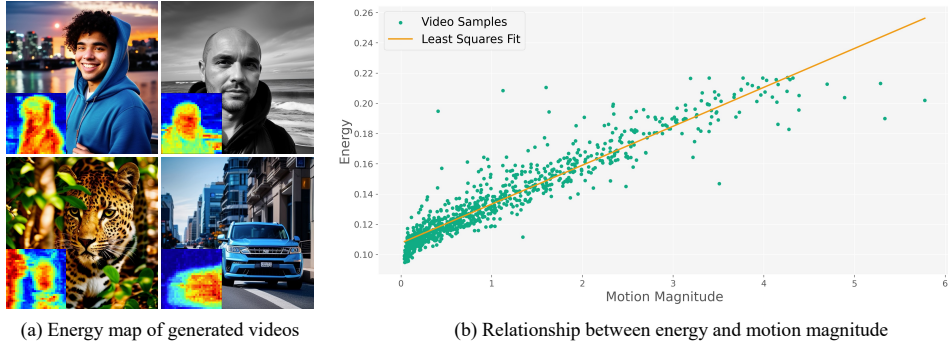 (a) Energy map of generated videos
0.26
0.24
0.22
0.20
0.18
0.16
0.14
0.12
0.10
Energy
Video Samples
Least Squares Fit
0 1 2 3 4 5 6
Motion Magnitude
(b) Relationship between energy and motion magnitude